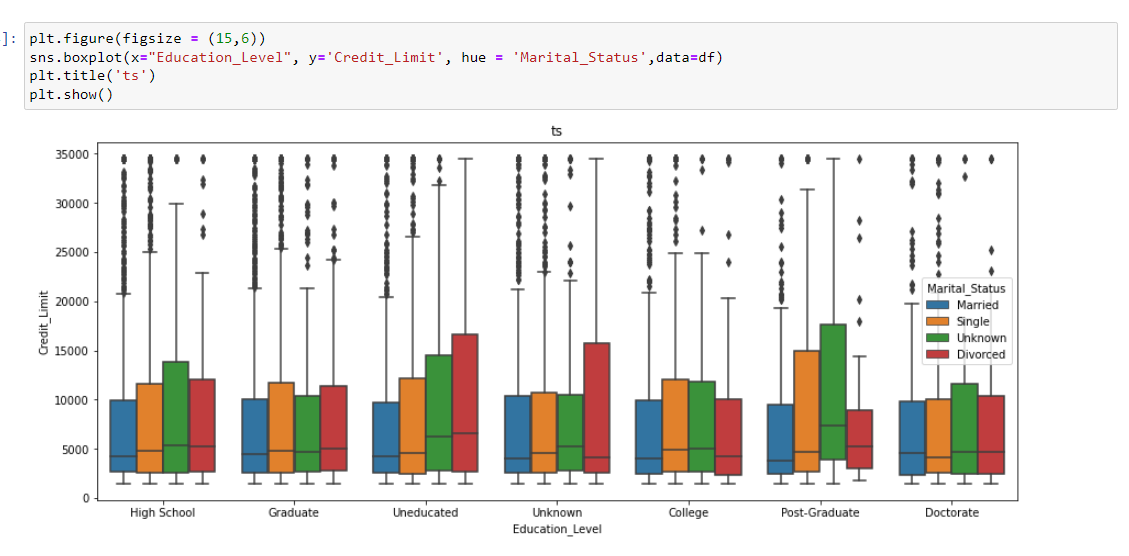 ]: plt.figure(figsize = (15,6))
sns.boxplot(x="Education_Level", y='Credit_Limit', hue = 'Marital_Status',data=df)
plt.title('ts')
plt.show()
ts
35000
30000
25000
20000
15000
10000
5000
0
Credit_Limit
Marital_Status
Married
Single
Unknown
Divorced
High School Graduate Uneducated Unknown College Post-Graduate Doctorate
Education_Level